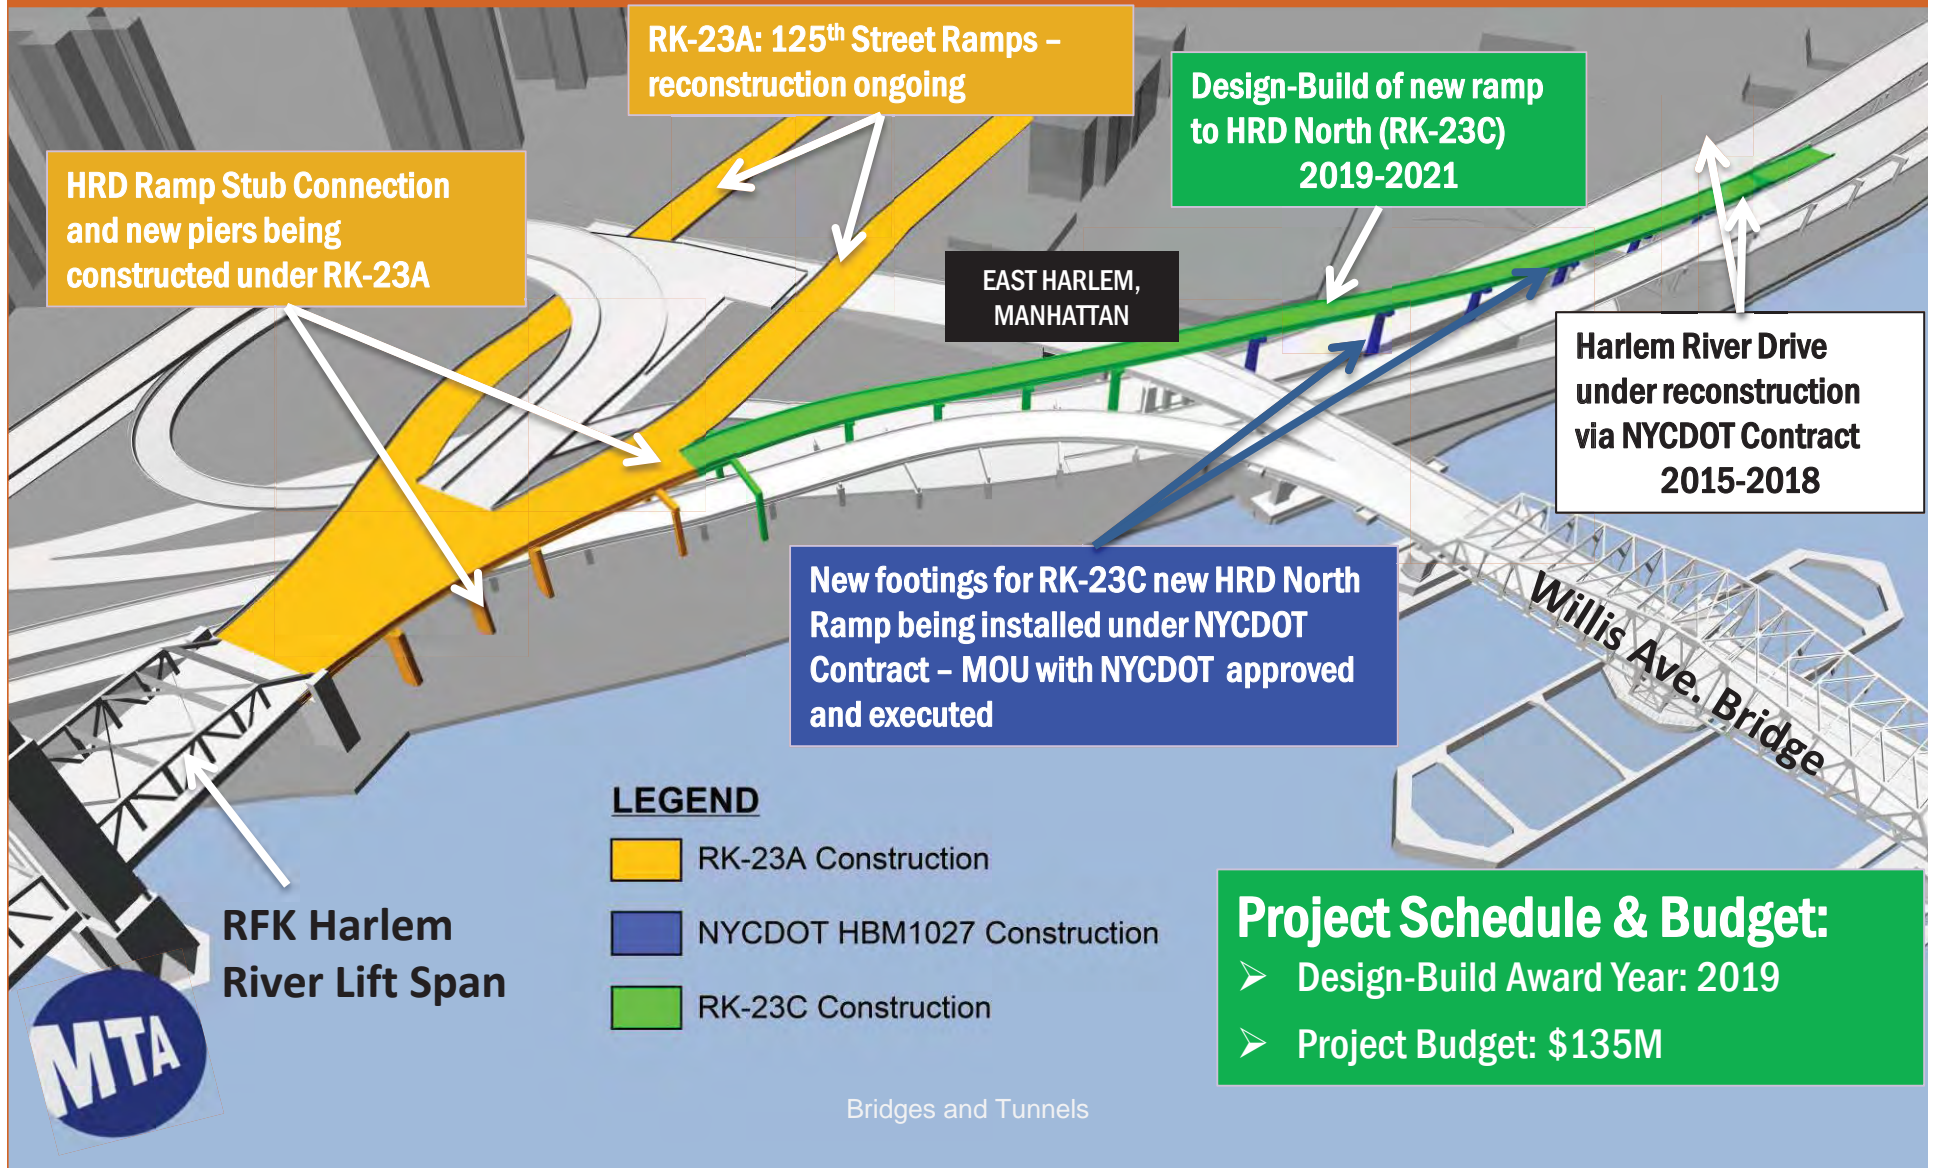 RK-23A: 125th Street Ramps –
reconstruction ongoing
Design-Build of new ramp
to HRD North (RK-23C)
2019-2021
HRD Ramp Stub Connection
and new piers being
constructed under RK-23A
EAST HARLEM,
MANHATTAN
Harlem River Drive
under reconstruction
via NYCDOT Contract
2015-2018
New footings for RK-23C new HRD North
Ramp being installed under NYCDOT
Contract – MOU with NYCDOT approved
and executed
Willis Ave. Bridge
RFK Harlem
River Lift Span
LEGEND
RK-23A Construction
NYCDOT HBM1027 Construction
RK-23C Construction
Project Schedule & Budget:
➢ Design-Build Award Year: 2019
➢ Project Budget: $135M
MTA
Bridges and Tunnels